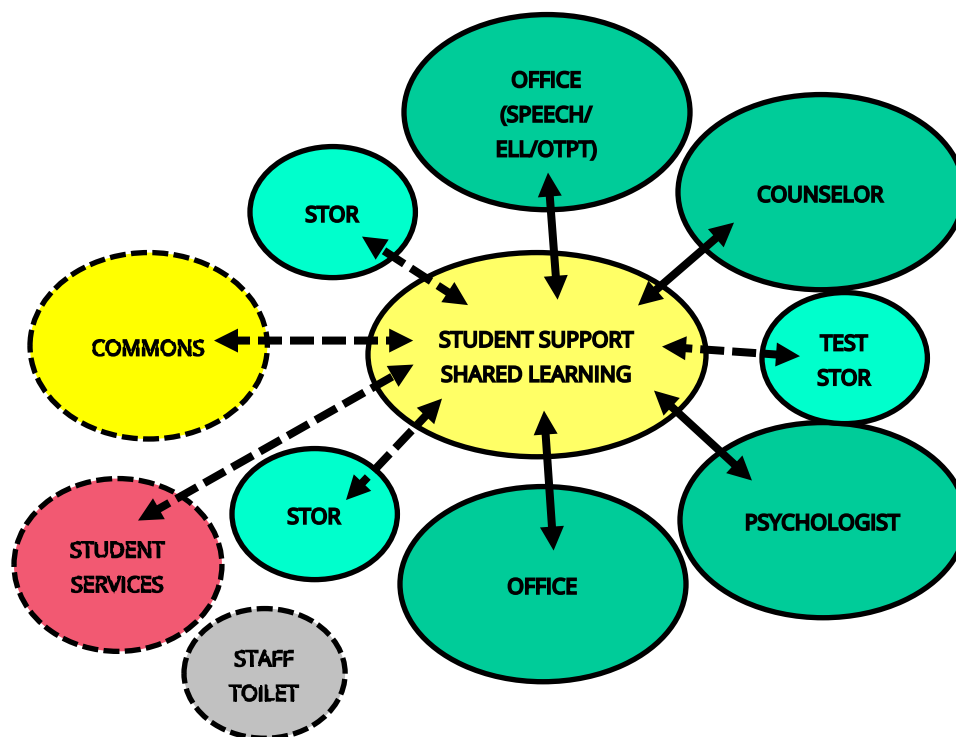 OFFICE
(SPEECH/
ELL/OTPT)
COUNSELOR
STOR
COMMONS
STUDENT SUPPORT
SHARED LEARNING
TEST
STOR
STOR
PSYCHOLOGIST
STUDENT
SERVICES
OFFICE
STAFF
TOILET